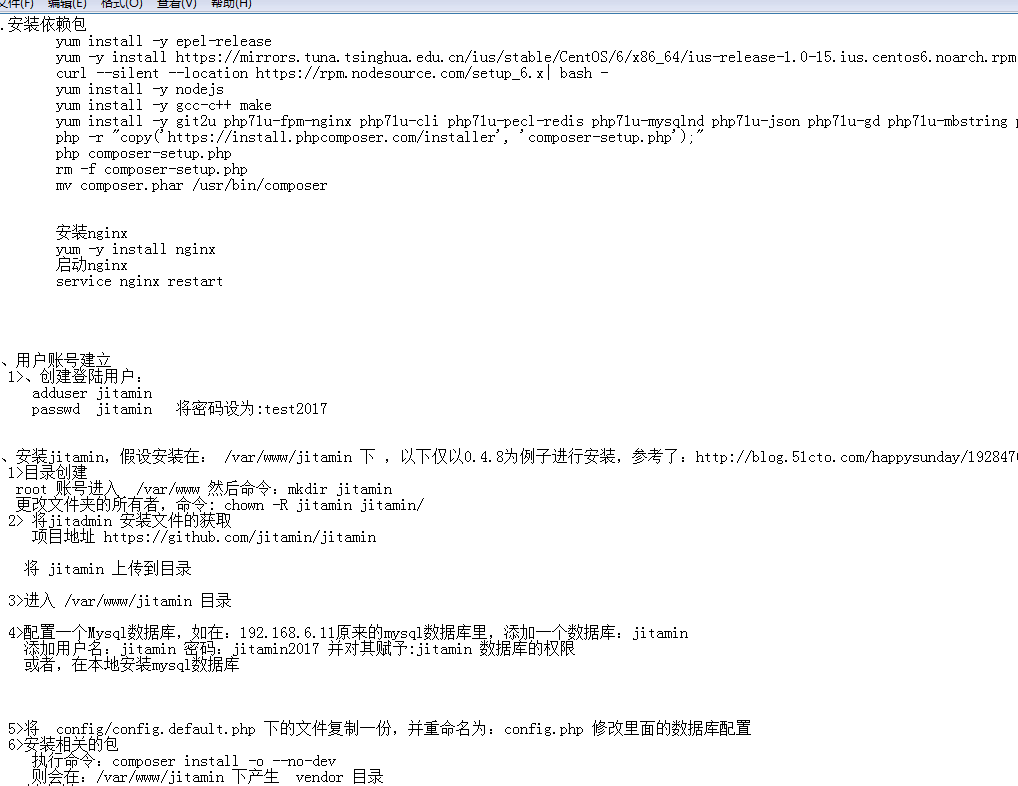 文件(F) 编辑(E) 格式(O) 查看(V) 帮助(H)
.安装依赖包
yum install -y epel-release
yum -y install https://mirrors.tuna.tsinghua.edu.cn/ius/stable/CentOS/6/x86_64/ius-release-1.0-15.ius.centos6.noarch.rpm
curl --silent --location https://rpm.nodesource.com/setup_6.x| bash -
yum install -y nodejs
yum install -y gcc-c++ make
yum install -y git2u php71u-fpm-nginx php71u-cli php71u-pecl-redis php71u-mysqlnd php71u-json php71u-gd php71u-mbstring p
php -r "copy('https://install.phpcomposer.com/installer', 'composer-setup.php');"
php composer-setup.php
rm -f composer-setup.php
mv composer.phar /usr/bin/composer
安装nginx
yum -y install nginx
启动nginx
service nginx restart
、用户账号建立
1>、创建登陆用户：
adduser jitamin
passwd jitamin 将密码设为:test2017
、安装jitamin，假设安装在： /var/www/jitamin 下 ，以下仅以0.4.8为例子进行安装，参考了：http://blog.51cto.com/happysunday/192847
1>目录创建
root 账号进入 /var/www 然后命令：mkdir jitamin
更改文件夹的所有者，命令: chown -R jitamin jitamin/
2> 将jitadmin 安装文件的获取
项目地址 https://github.com/jitamin/jitamin
将 jitamin 上传到目录
3>进入 /var/www/jitamin 目录
4>配置一个Mysql数据库，如在：192.168.6.11原来的mysql数据库里，添加一个数据库：jitamin
添加用户名：jitamin 密码：jitamin2017 并对其赋予:jitamin 数据库的权限
或者，在本地安装mysql数据库
5>将 config/config.default.php 下的文件复制一份，并重命名为：config.php 修改里面的数据库配置
6>安装相关的包
执行命令：composer install -o --no-dev
则会在：/var/www/jitamin 下产生 vendor 目录